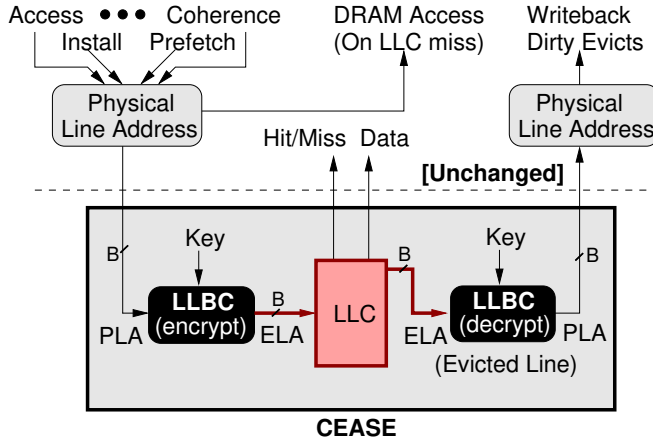 Access ● ● ● Coherence
Install Prefetch
DRAM Access
(On LLC miss)
Writeback
Dirty Evicts
Physical
Line Address
Physical
Line Address
Hit/Miss Data
[Unchanged]
B
Key
LLBC
(encrypt)
PLA
B
ELA
LLC
B
ELA
Key
LLBC
(decrypt)
B
PLA
(Evicted Line)
CEASE